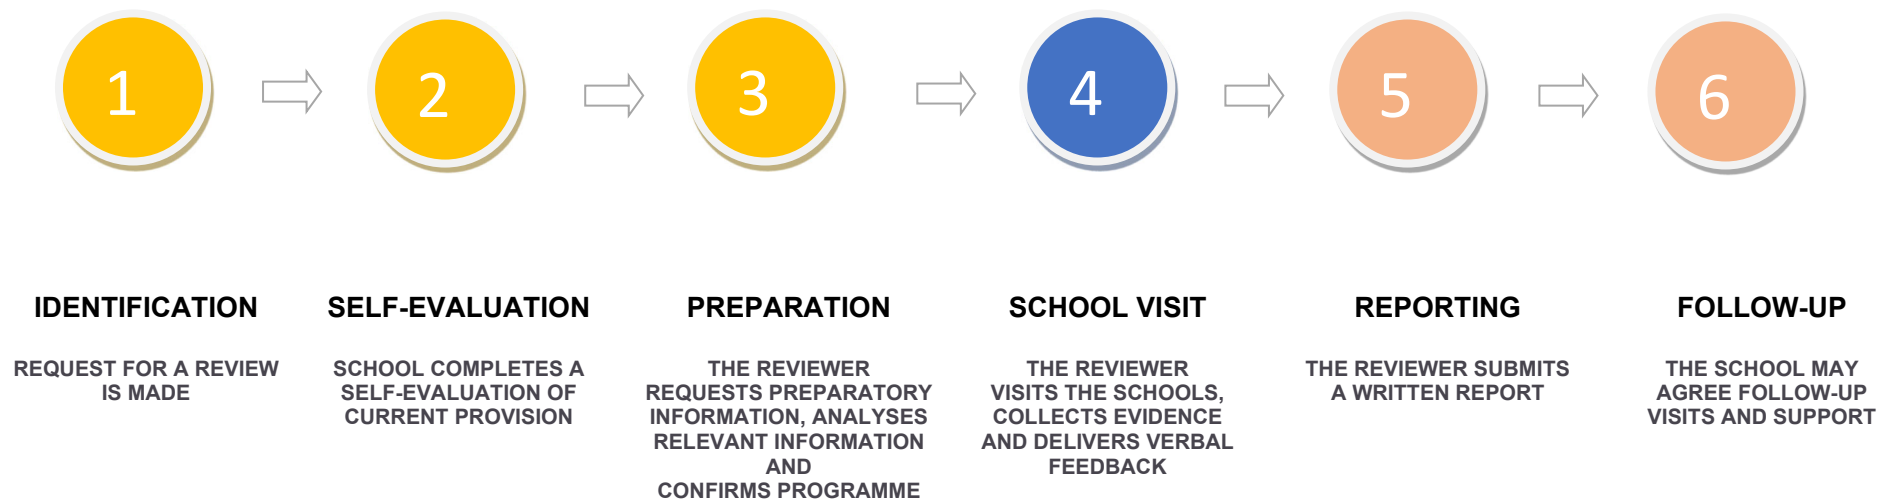 1
2
3
4
5
6
IDENTIFICATION
REQUEST FOR A REVIEW
IS MADE
SELF-EVALUATION
SCHOOL COMPLETES A
SELF-EVALUATION OF
CURRENT PROVISION
PREPARATION
THE REVIEWER
REQUESTS PREPARATORY
INFORMATION, ANALYSES
RELEVANT INFORMATION
AND
CONFIRMS PROGRAMME
SCHOOL VISIT
THE REVIEWER
VISITS THE SCHOOLS,
COLLECTS EVIDENCE
AND DELIVERS VERBAL
FEEDBACK
REPORTING
THE REVIEWER SUBMITS
A WRITTEN REPORT
FOLLOW-UP
THE SCHOOL MAY
AGREE FOLLOW-UP
VISITS AND SUPPORT